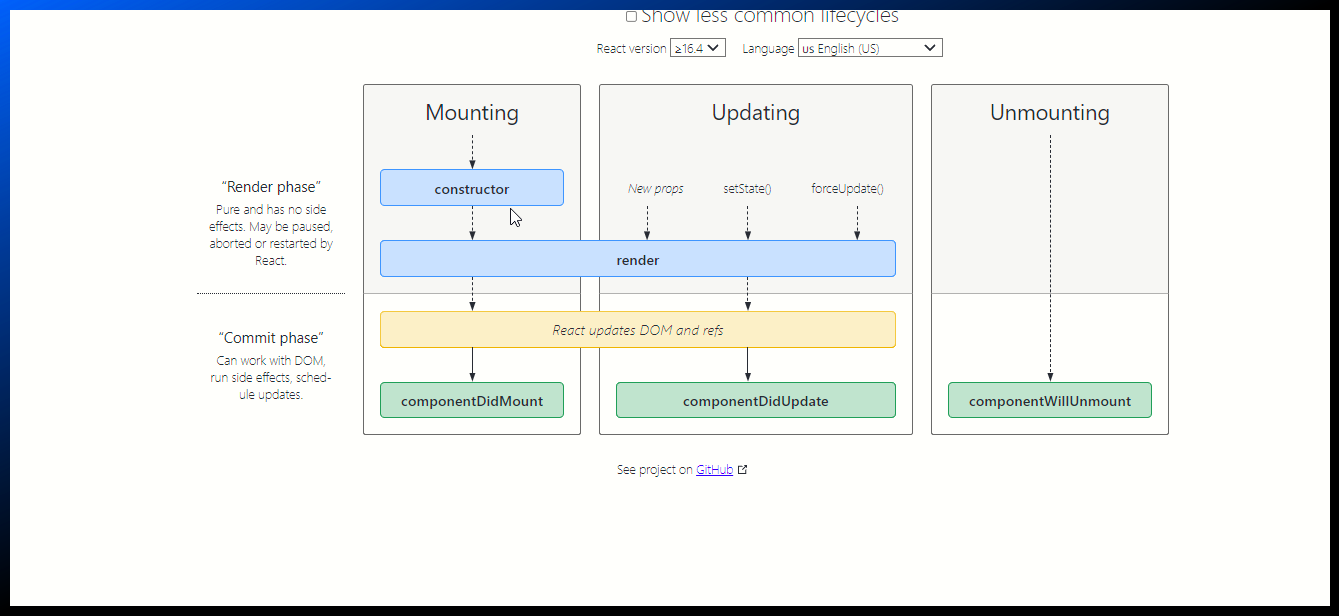 Show less common lifecycles
React version ≥16.4 Language us English (US)
Mounting
Updating
Unmounting
“Render phase”
Pure and has no side
effects. May be paused,
aborted or restarted by
React.
constructor
New props
setState()
forceUpdate()
render
“Commit phase”
Can work with DOM,
run side effects, sched-
ule updates.
React updates DOM and refs
componentDidMount
componentDidUpdate
componentWillUnmount
See project on GitHub